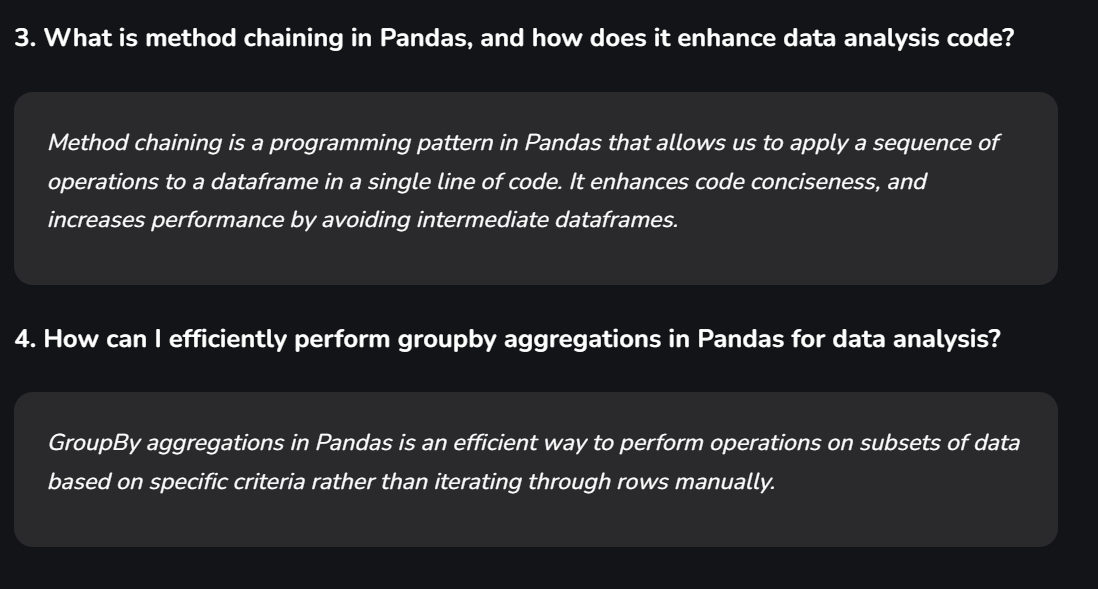 3. What is method chaining in Pandas, and how does it enhance data analysis code?
Method chaining is a programming pattern in Pandas that allows us to apply a sequence of
operations to a dataframe in a single line of code. It enhances code conciseness, and
increases performance by avoiding intermediate dataframes.
4. How can I efficiently perform groupby aggregations in Pandas for data analysis?
GroupBy aggregations in Pandas is an efficient way to perform operations on subsets of data
based on specific criteria rather than iterating through rows manually.